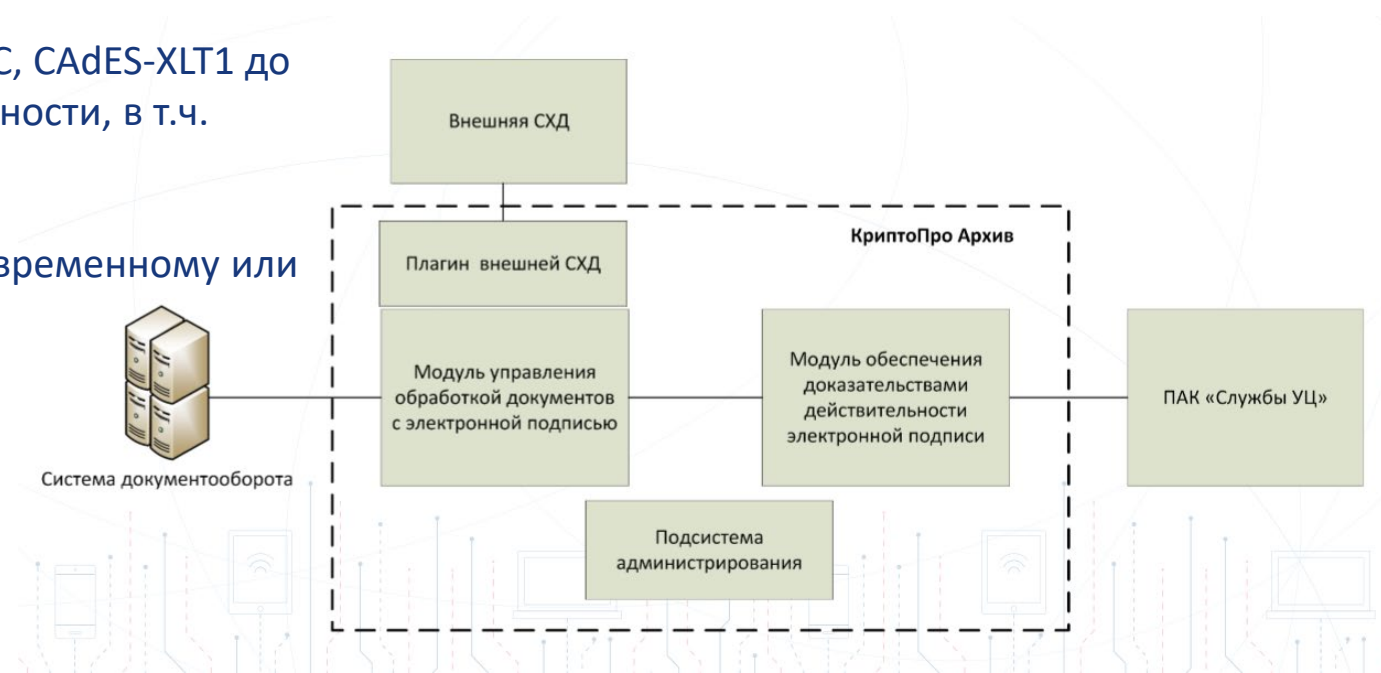 С, CAdES-XLT1 до
ности, в т.ч.
временному или
Внешняя СХД
КриптоПро Архив
Плагин внешней СХД
Модуль управления
обработкой документов
с электронной подписью
Модуль обеспечения
доказательствами
действительности
электронной подписи
ПАК «Службы УЦ»
Система документооборота
Подсистема
администрирования